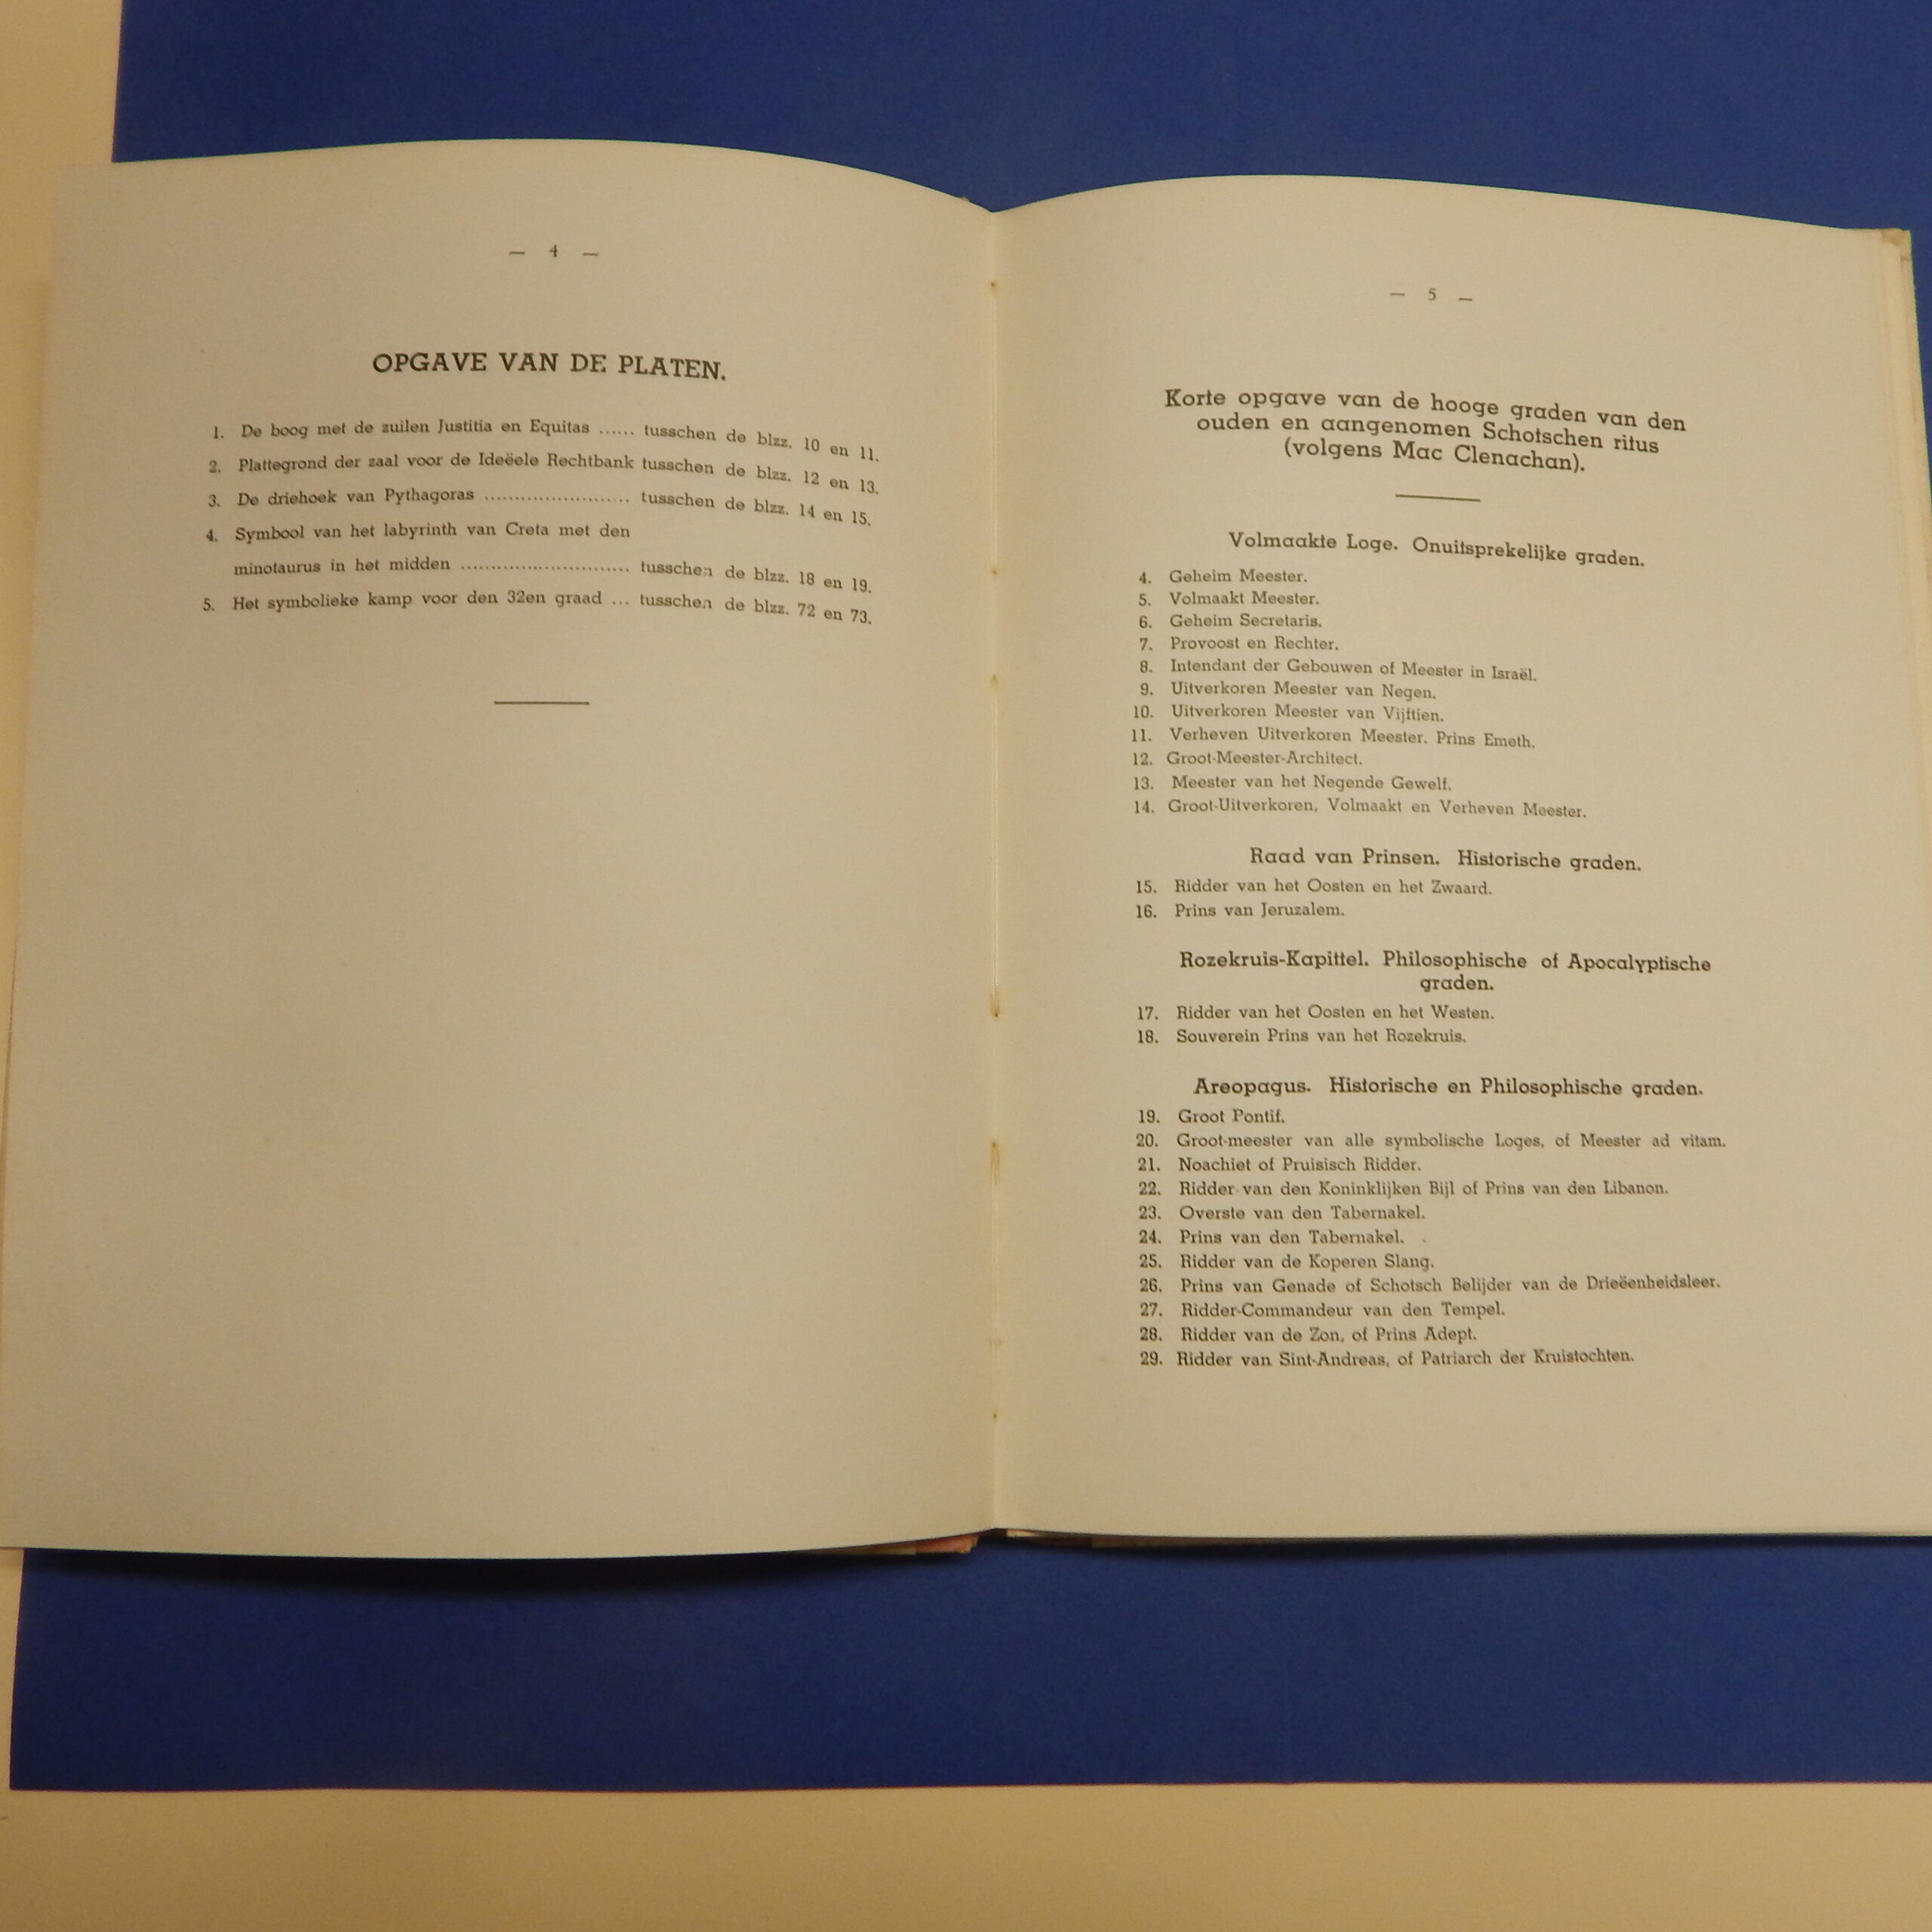 — 4 —
OPGAVE VAN DE PLATEN.
1. De boog met de zuilen Justitia en Equitas ...... tusschen de blzz. 10 en 11.
2. Plattegrond der zaal voor de Ideëele Rechtbank tusschen de blzz. 12 en 13.
3. De driehoek van Pythagoras ........................ tusschen de blzz. 14 en 15.
4. Symbool van het labyrinth van Creta met den
minotaurus in het midden ............................ tusschen de blzz. 18 en 19.
5. Het symbolieke kamp voor den 32en graad ... tusschen de blzz. 72 en 73.
— 5 —
Korte opgave van de hooge graden van den
ouden en aangenomen Schotschen ritus
(volgens Mac Clenachan).
Volmaakte Loge. Onuitsprekelijke graden.
4. Geheim Meester.
5. Volmaakt Meester.
6. Geheim Secretaris.
7. Provoost en Rechter.
8. Intendant der Gebouwen of Meester in Israël.
9. Uitverkoren Meester van Negen.
10. Uitverkoren Meester van Vijftien.
11. Verheven Uitverkoren Meester. Prins Emeth.
12. Groot-Meester-Architect.
13. Meester van het Negende Gewelf.
14. Groot-Uitverkoren, Volmaakt en Verheven Meester.
Raad van Prinsen. Historische graden.
15. Ridder van het Oosten en het Zwaard.
16. Prins van Jeruzalem.
Rozekruis-Kapittel. Philosophische of Apocalyptische
graden.
17. Ridder van het Oosten en het Westen.
18. Souverein Prins van het Rozekruis.
Areopagus. Historische en Philosophische graden.
19. Groot Pontif.
20. Groot-meester van alle symbolische Loges, of Meester ad vitam.
21. Noachiet of Pruisisch Ridder.
22. Ridder van den Koninklijken Bijl of Prins van den Libanon.
23. Overste van den Tabernakel.
24. Prins van den Tabernakel.
25. Ridder van de Koperen Slang.
26. Prins van Genade of Schotsch Belijder van de Drieëenheidsleer.
27. Ridder-Commandeur van den Tempel.
28. Ridder van de Zon, of Prins Adept.
29. Ridder van Sint-Andreas, of Patriarch der Kruistochten.